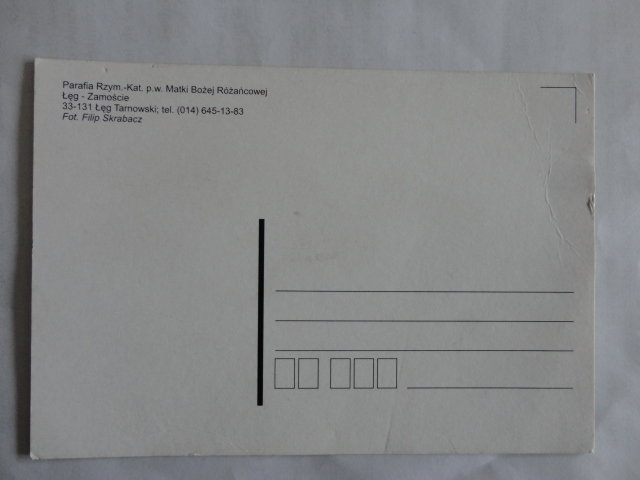 Parafia Rzym.-Kat. p.w. Matki Bożej Różańcowej
Łęg - Zamoście
33-131 Łęg Tarnowski; tel. (014) 645-13-83
Fot. Filip Skrabacz